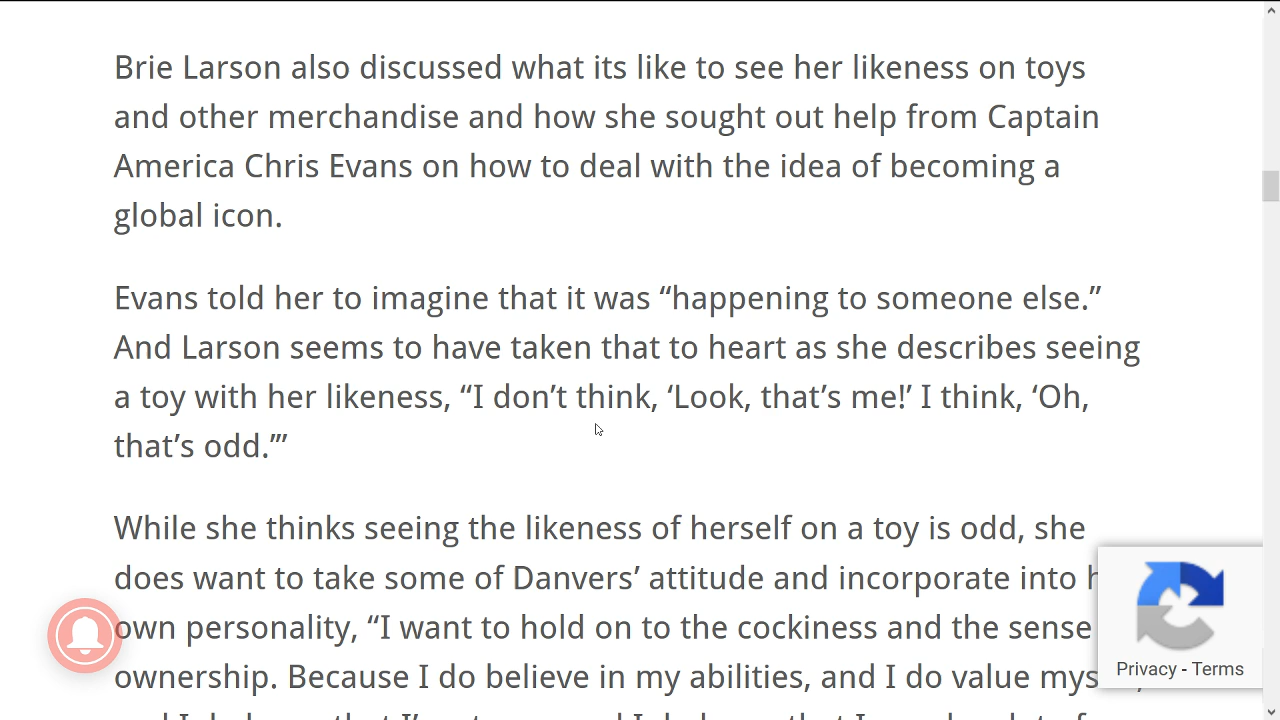 Brie Larson also discussed what its like to see her likeness on toys
and other merchandise and how she sought out help from Captain
America Chris Evans on how to deal with the idea of becoming a
global icon.
Evans told her to imagine that it was “happening to someone else.”
And Larson seems to have taken that to heart as she describes seeing
a toy with her likeness, “I don’t think, ‘Look, that’s me!’ I think, ‘Oh,
that’s odd.’”
While she thinks seeing the likeness of herself on a toy is odd, she
does want to take some of Danvers’ attitude and incorporate into
own personality, “I want to hold on to the cockiness and the sense
ownership. Because I do believe in my abilities, and I do value
Privacy - Terms